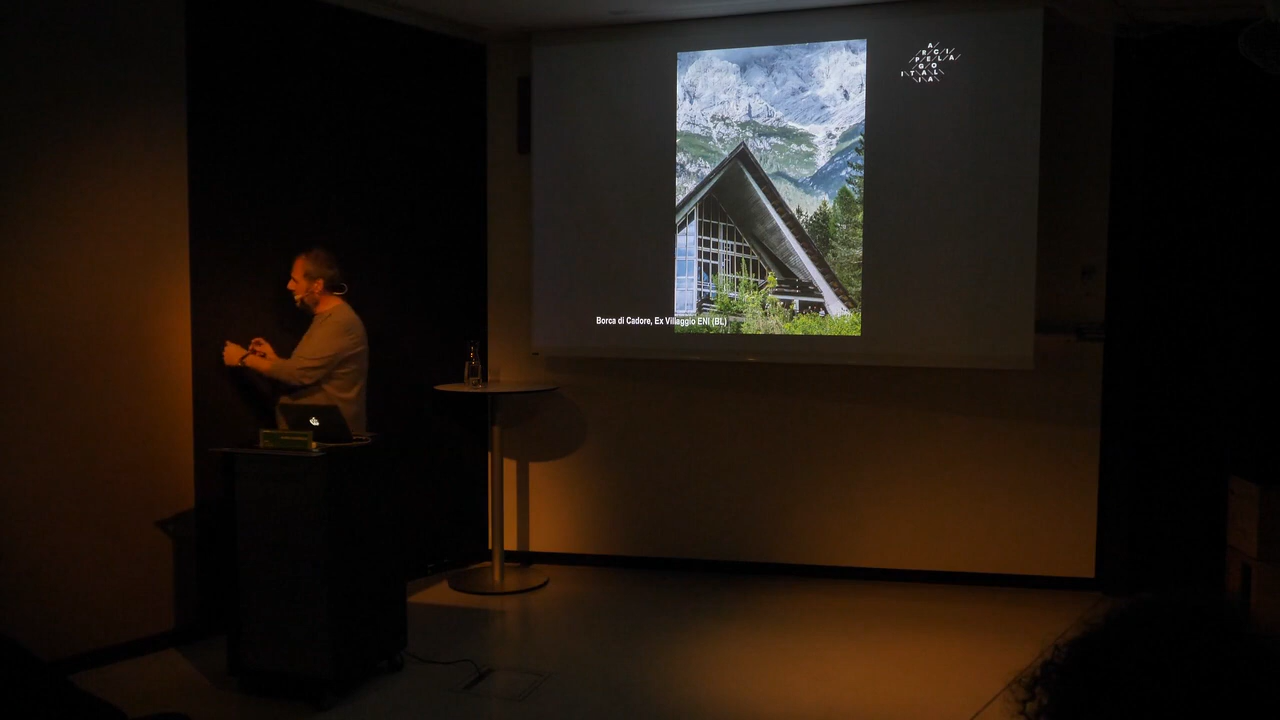 A/
R/C/I
/P/E/L/A/
G/O
I\T\A\L
I\A\
Borca di Cadore, Ex Villaggio ENI (BL)